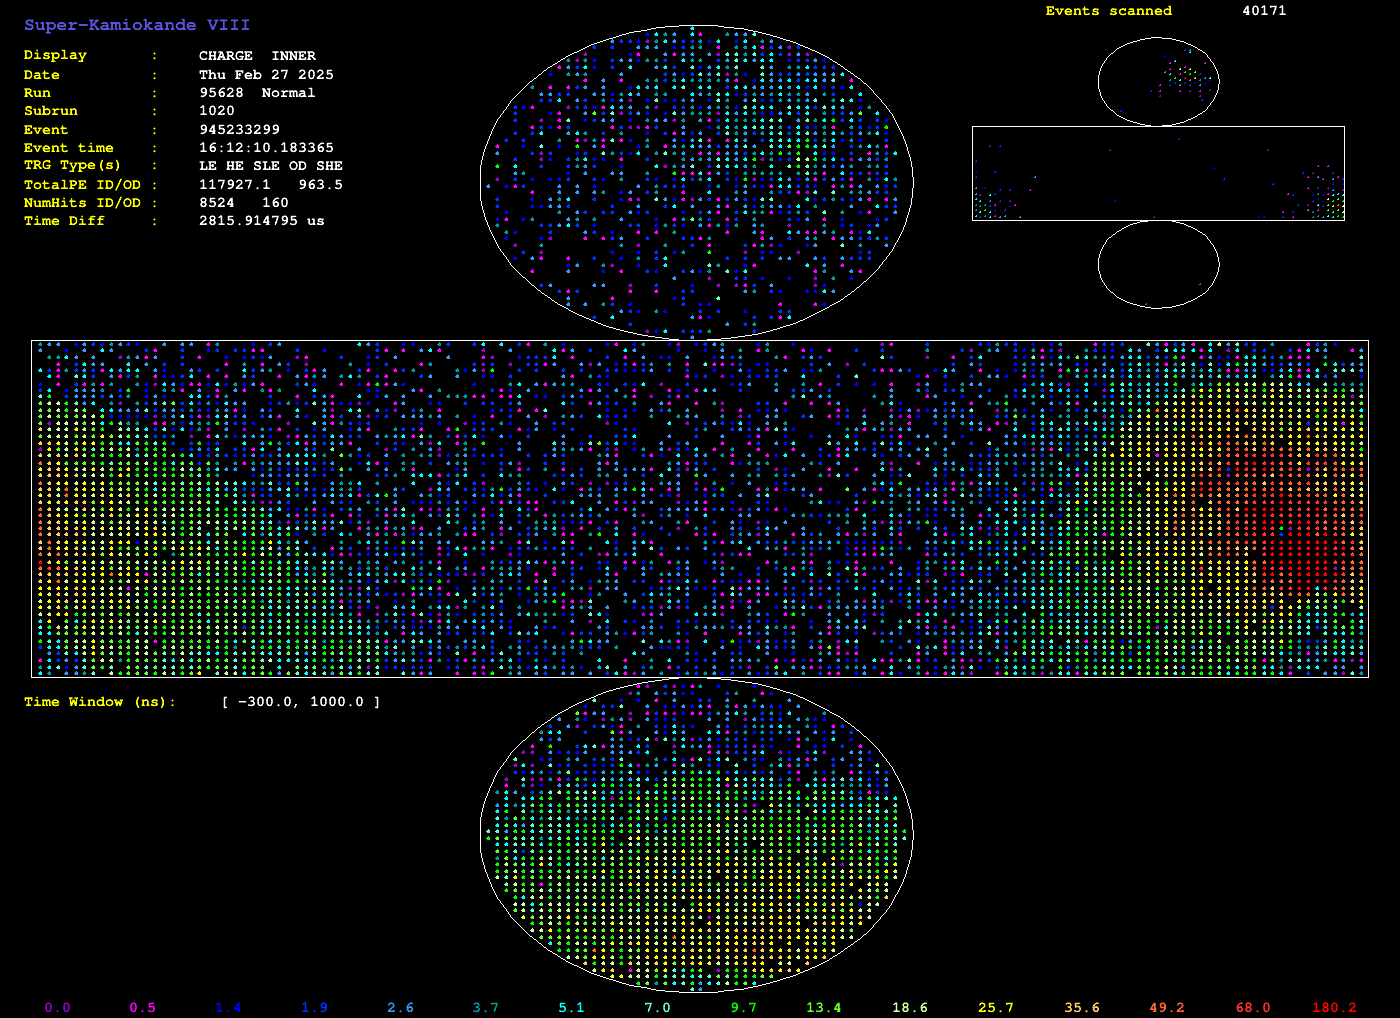 Super-Kamiokande VIII
Display : CHARGE INNER
Date : Thu Feb 27 2025
Run : 95628 Normal
Subrun : 1020
Event : 945233299
Event time : 16:12:10.183365
TRG Type(s) : LE HE SLE OD SHE
TotalPE ID/OD : 117927.1 963.5
NumHits ID/OD : 8524 160
Time Diff : 2815.914795 us
Events scanned 40171
Time Window (ns): [ -300.0, 1000.0 ]
0.0 0.5 1.4 1.9 2.6 3.7 5.1 7.0 9.7 13.4 18.6 25.7 35.6 49.2 68.0 180.2